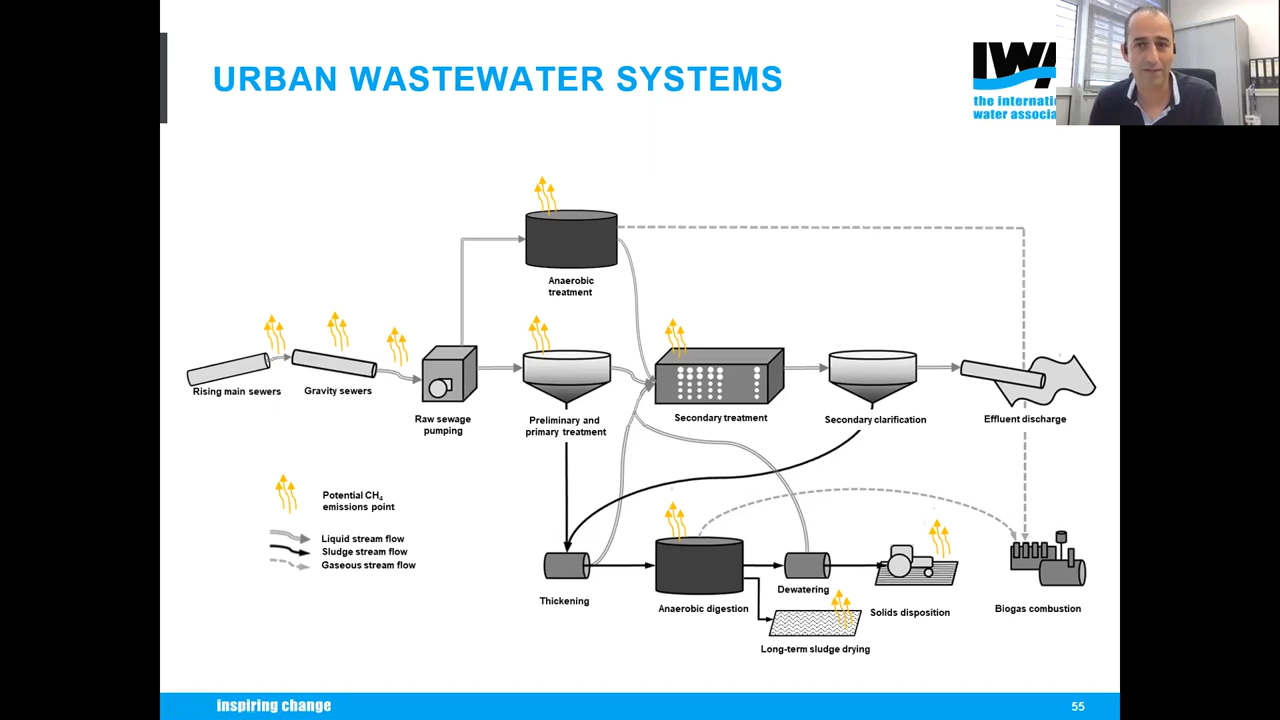 URBAN WASTEWATER SYSTEMS
IWA
the internati
water associa
Anaerobic
treatment
Rising main sewers
Gravity sewers
Raw sewage
pumping
Preliminary and
primary treatment
Secondary treatment
Secondary clarification
Effluent discharge
Potential CH₄
emissions point
Liquid stream flow
Sludge stream flow
Gaseous stream flow
Thickening
Anaerobic digestion
Dewatering
Solids disposition
Biogas combustion
Long-term sludge drying
inspiring change
55